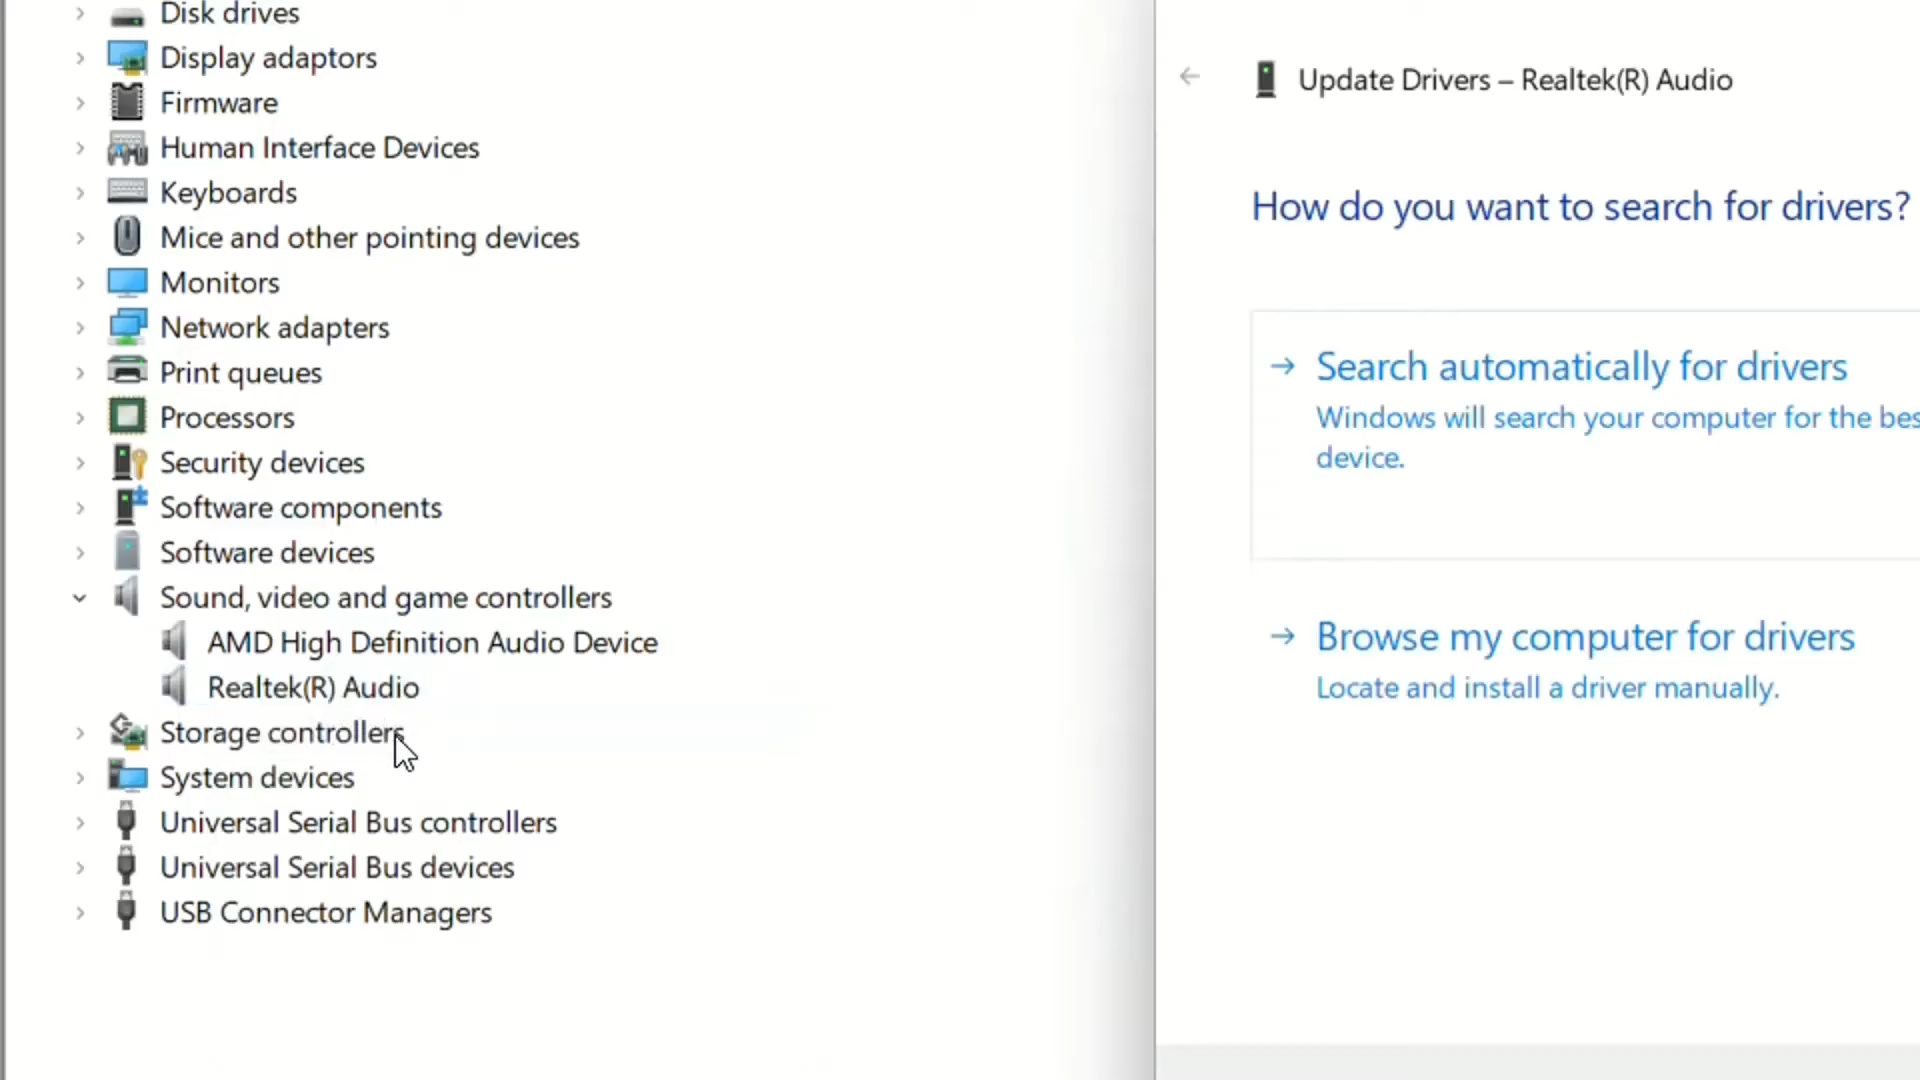 Disk drives
Display adaptors
Firmware
Human Interface Devices
Keyboards
Mice and other pointing devices
Monitors
Network adapters
Print queues
Processors
Security devices
Software components
Software devices
Sound, video and game controllers
AMD High Definition Audio Device
Realtek(R) Audio
Storage controllers
System devices
Universal Serial Bus controllers
Universal Serial Bus devices
USB Connector Managers
Update Drivers – Realtek(R) Audio
How do you want to search for drivers?
Search automatically for drivers
Windows will search your computer for the bes
device.
Browse my computer for drivers
Locate and install a driver manually.